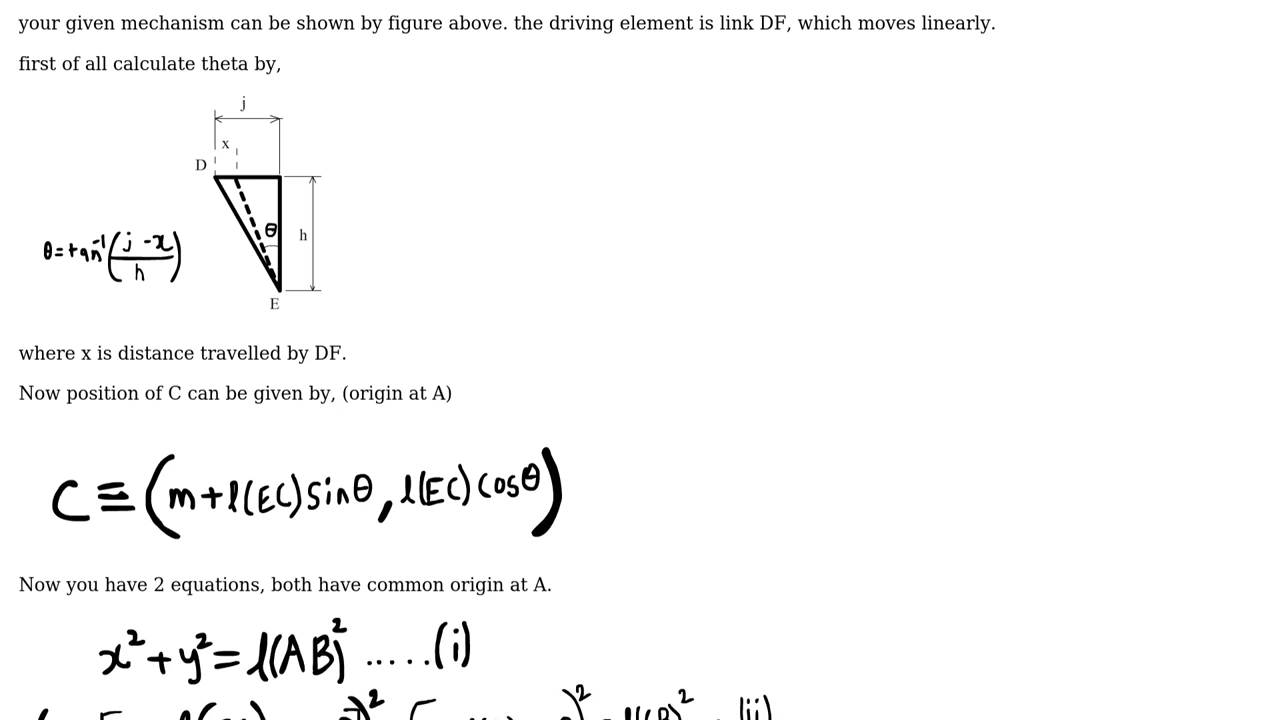 your given mechanism can be shown by figure above. the driving element is link DF, which moves linearly.
first of all calculate theta by,
j
x
D
θ
h
θ=tan⁻¹((j-x)/h)
E
where x is distance travelled by DF.
Now position of C can be given by, (origin at A)
C≡(m+l(EC)sinθ, l(EC)cosθ)
Now you have 2 equations, both have common origin at A.
x²+y²=l(AB)² .....(i)
(ii)